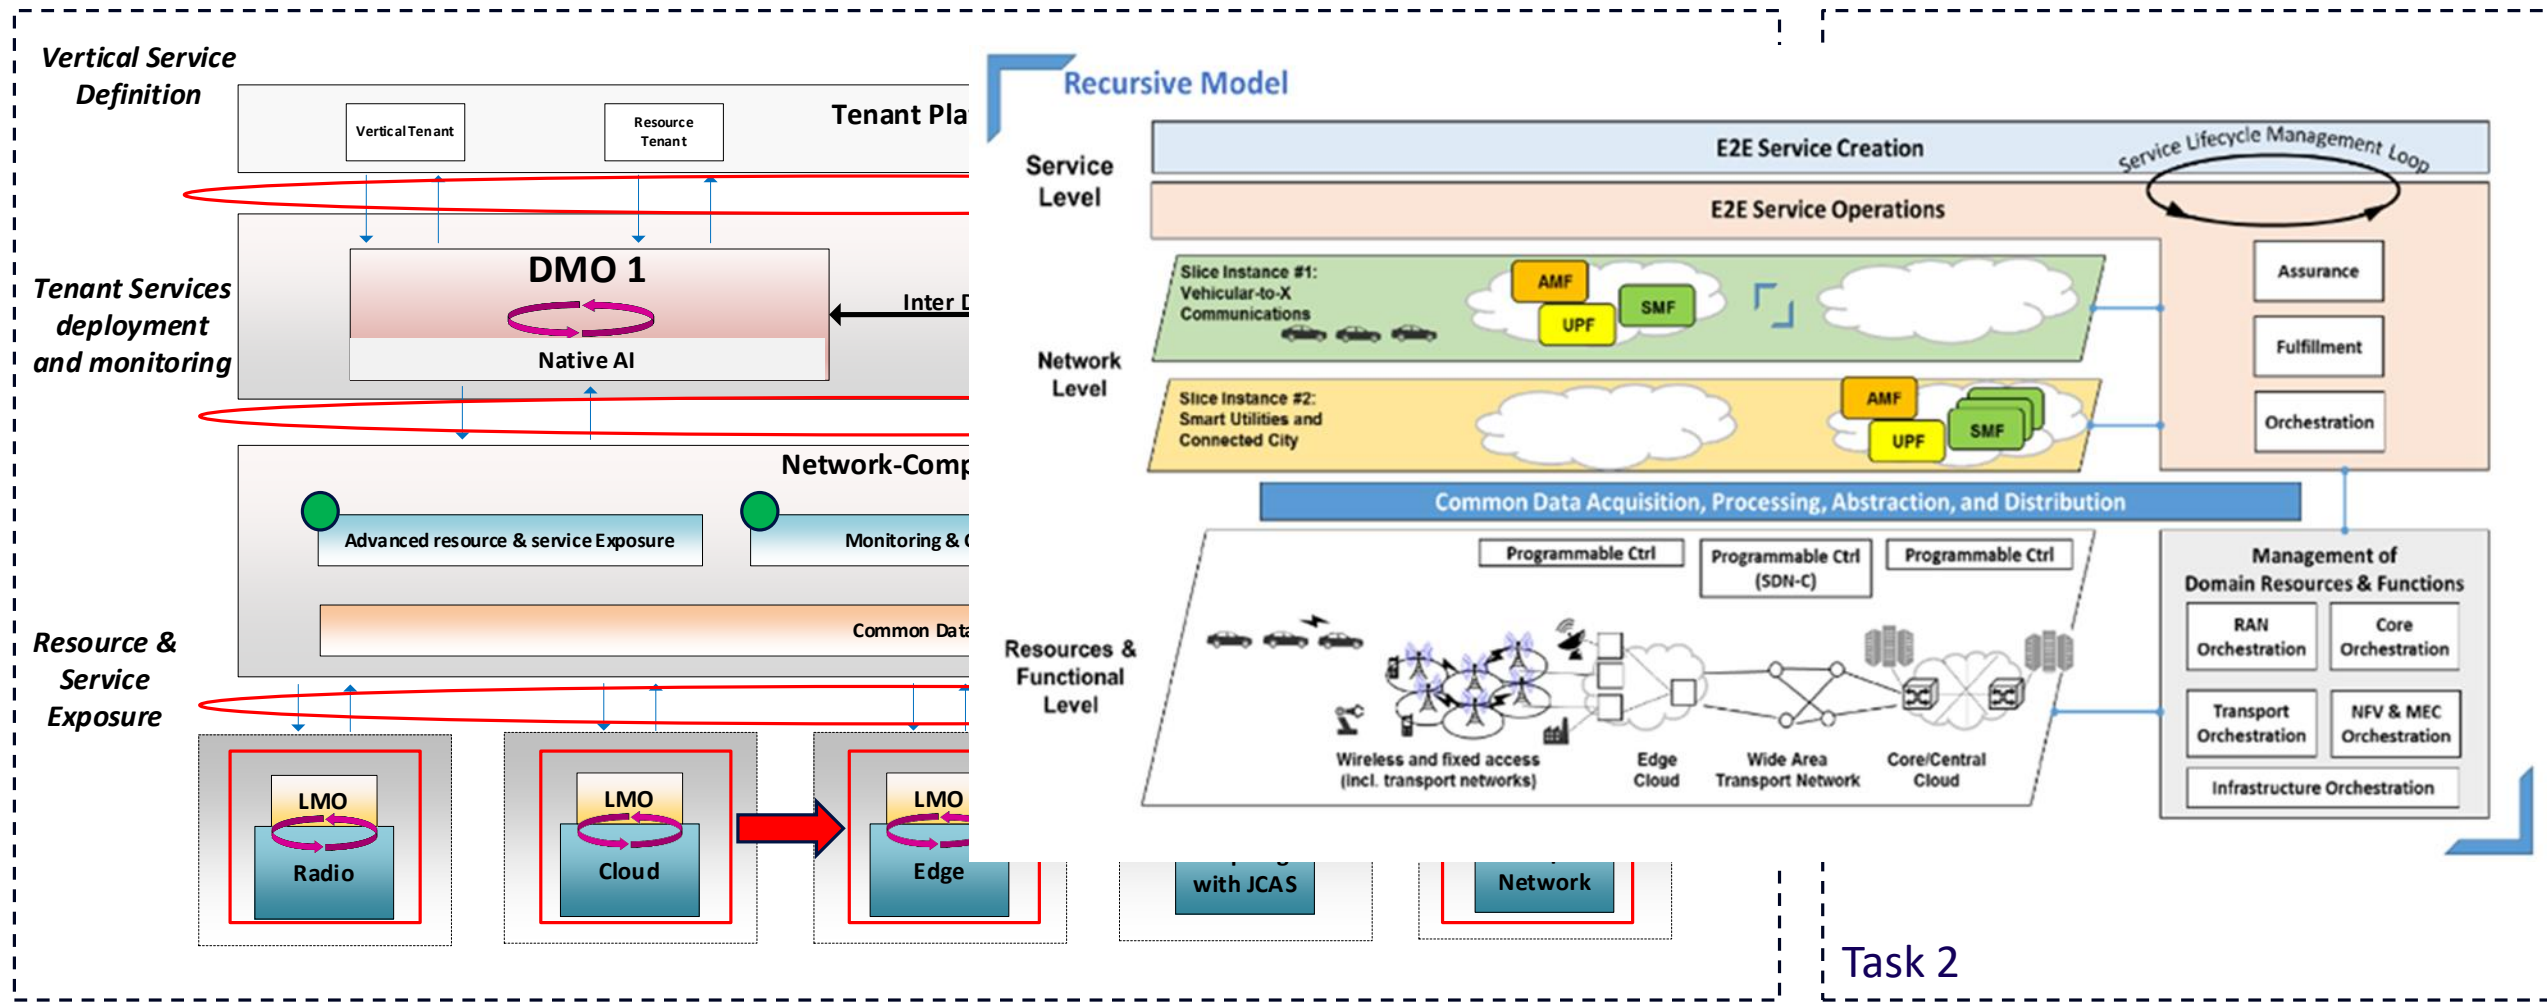 Vertical Service
Definition
Tenant Pla
Vertical Tenant
Resource
Tenant
Tenant Services
deployment
and monitoring
DMO 1
Native AI
Inter D
Network-Comp
Advanced resource & service Exposure
Monitoring &
Common Data
Resource &
Service
Exposure
LMO
Radio
LMO
Cloud
LMO
Edge
with JCAS
Network
Recursive Model
Service
Level
E2E Service Creation
Service Lifecycle Management Loop
E2E Service Operations
Network
Level
Slice Instance #1:
Vehicular-to-X
Communications
AMF
UPF
SMF
Slice Instance #2:
Smart Utilities and
Connected City
AMF
UPF
SMF
Assurance
Fulfillment
Orchestration
Common Data Acquisition, Processing, Abstraction, and Distribution
Resources &
Functional
Level
Programmable Ctrl
Programmable Ctrl
(SDN-C)
Programmable Ctrl
Wireless and fixed access
(incl. transport networks)
Edge
Cloud
Wide Area
Transport Network
Core/Central
Cloud
Management of
Domain Resources & Functions
RAN
Orchestration
Core
Orchestration
Transport
Orchestration
NFV & MEC
Orchestration
Infrastructure Orchestration
Task 2